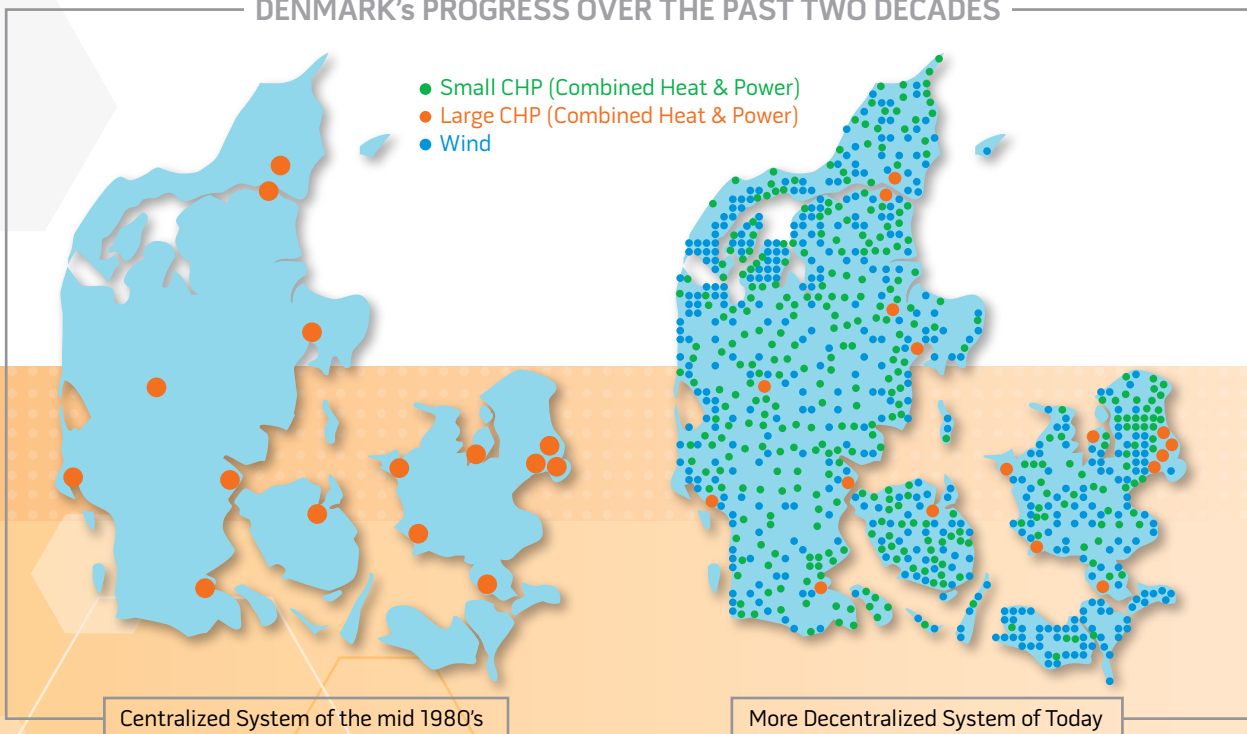 DENMARK's PROGRESS OVER THE PAST TWO DECADES
Small CHP (Combined Heat & Power)
Large CHP (Combined Heat & Power)
Wind
Centralized System of the mid 1980's
More Decentralized System of Today